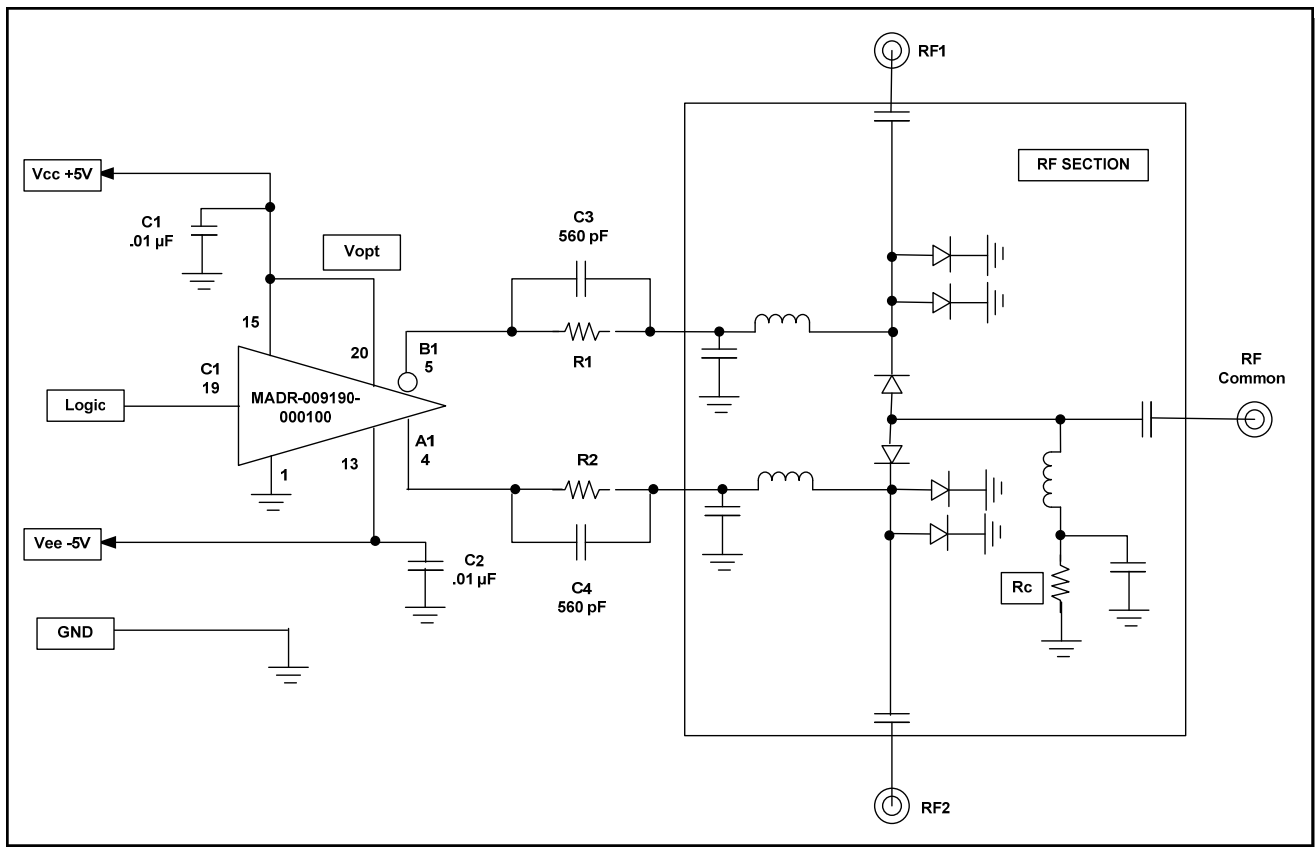 RF1
RF SECTION
Vcc +5V
C1
.01 µF
Vopt
C3
560 pF
15
20
B1
5
R1
C1
19
MADR-009190-
000100
Logic
RF
Common
A1
4
1
13
R2
Vee -5V
C2
.01 µF
C4
560 pF
Rc
GND
RF2